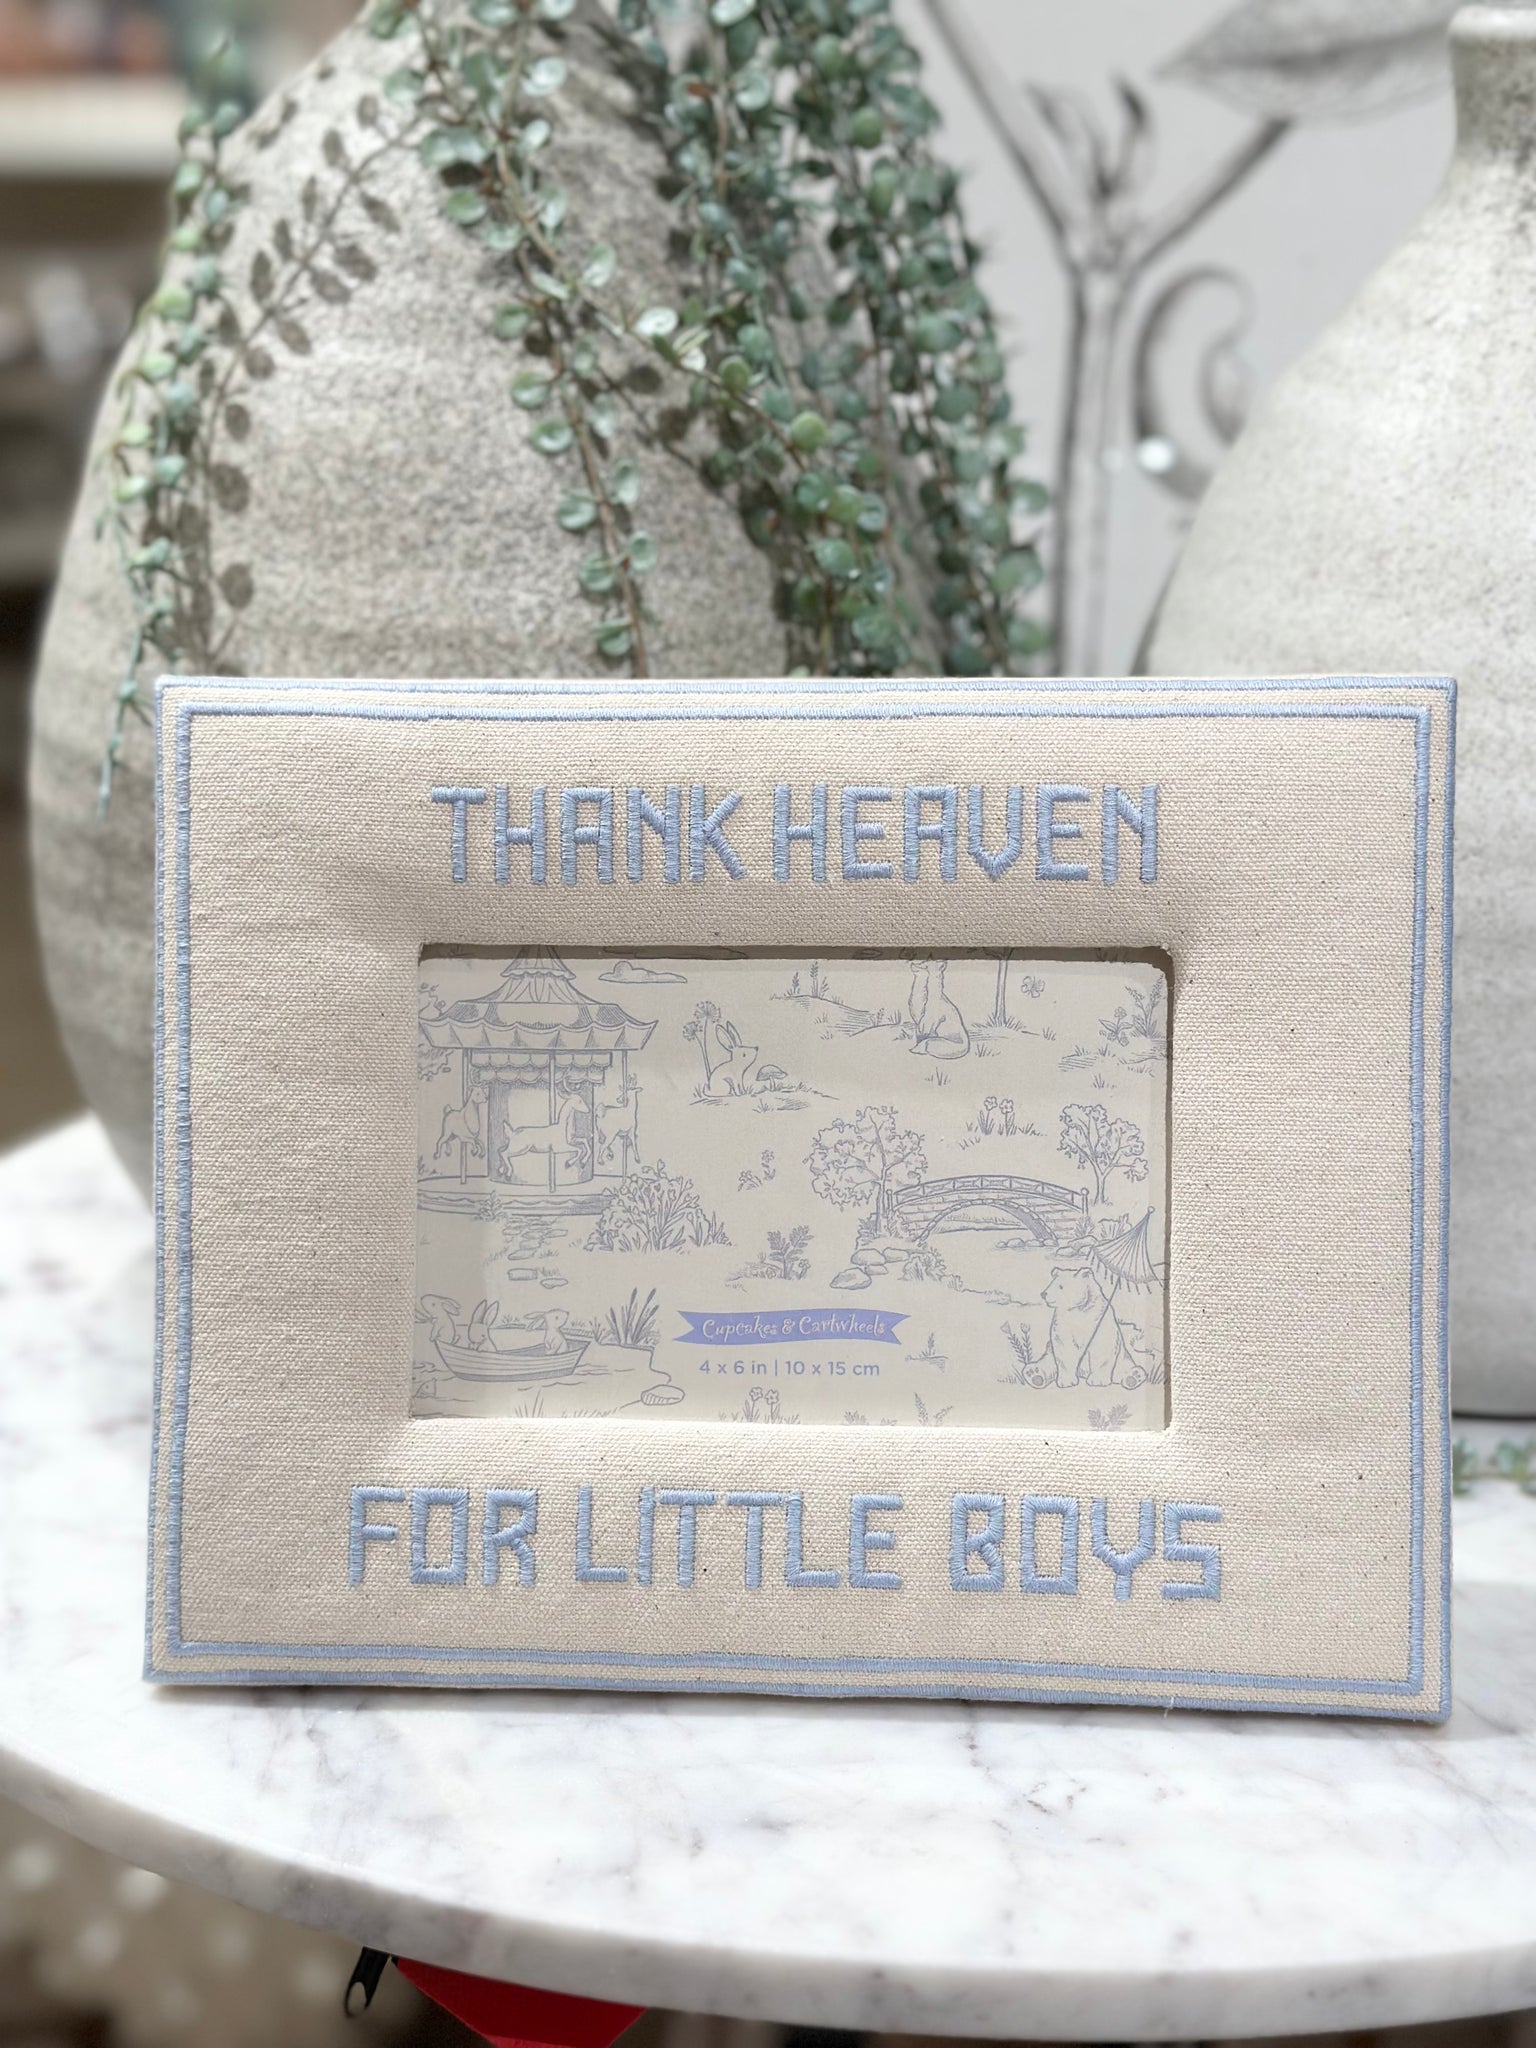 THANK HEAVEN
Cupcakes & Cartwheels
4 x 6 in | 10 x 15 cm
FOR LITTLE BOYS